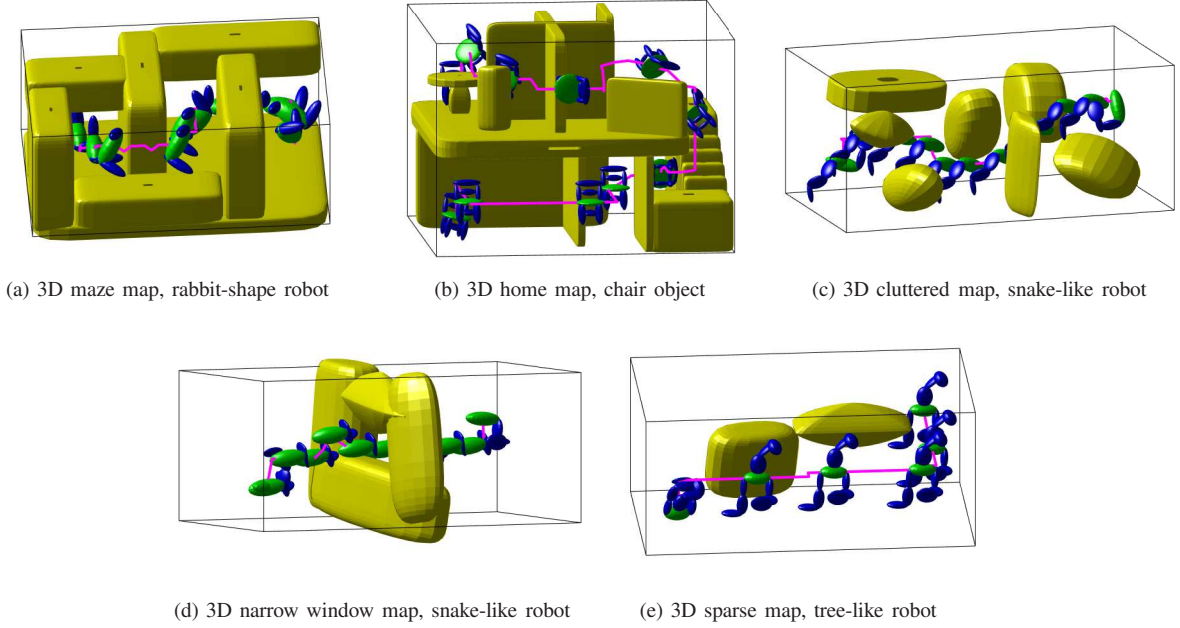 (a) 3D maze map, rabbit-shape robot
(b) 3D home map, chair object
(c) 3D cluttered map, snake-like robot
(d) 3D narrow window map, snake-like robot
(e) 3D sparse map, tree-like robot